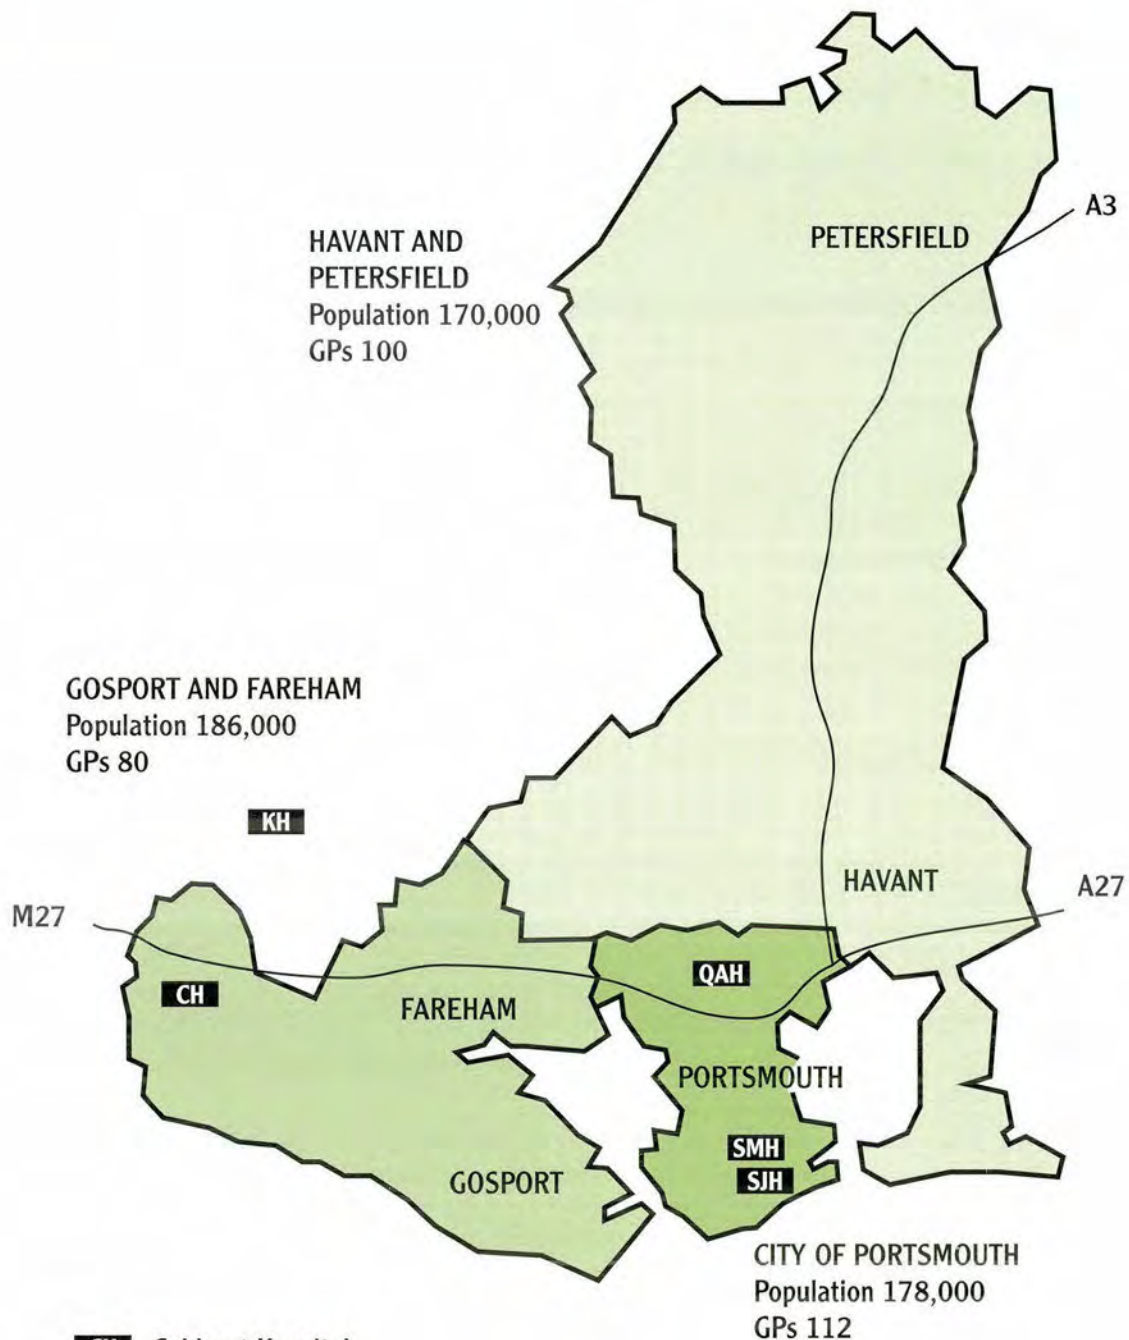 A3
PETERSFIELD
HAVANT AND
PETERSFIELD
Population 170,000
GPs 100
GOSPORT AND FAREHAM
Population 186,000
GPs 80
KH
HAVANT
A27
M27
QAH
CH
FAREHAM
PORTSMOUTH
SMH
SJH
GOSPORT
CITY OF PORTSMOUTH
Population 178,000
GPs 112